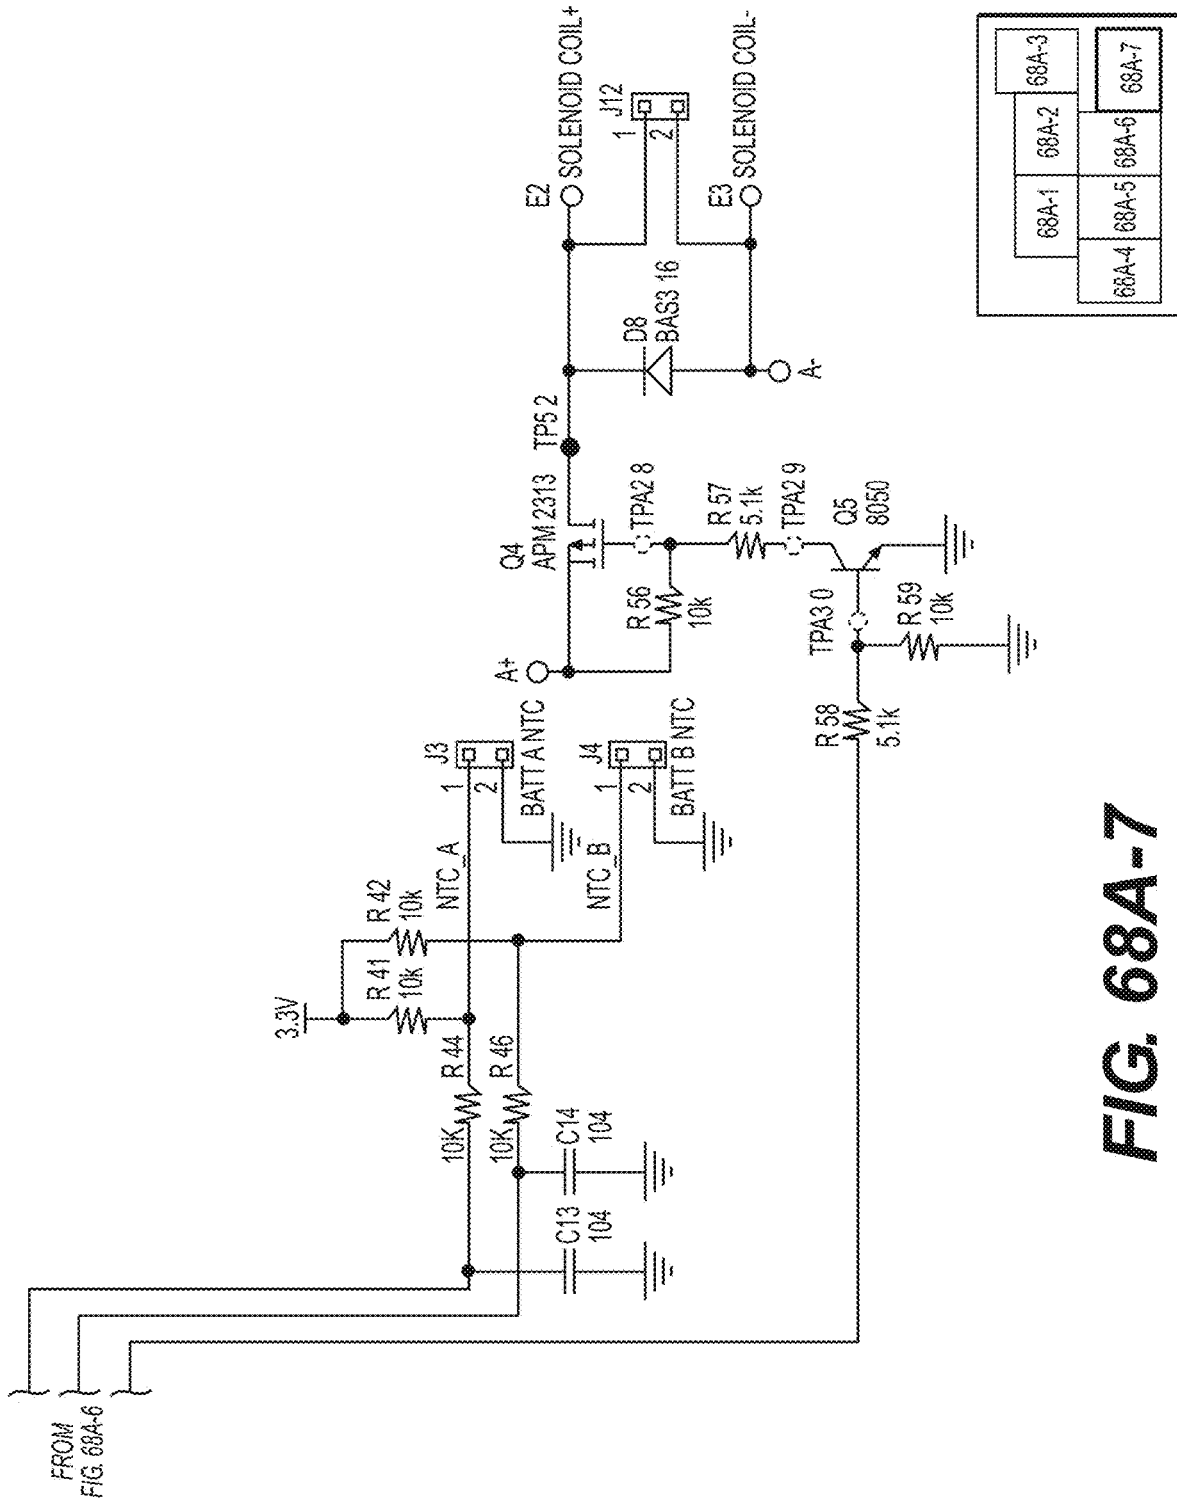 FROM
FIG. 68A-6
3.3V
R 41
10k
R 42
10k
R 44
10K
R 46
10K
C13
104
C14
104
NTC_A
NTC_B
J3
1
2
BATT A NTC
J4
1
2
BATT B NTC
A+
Q4
APM 2313
TP5 2
TPA2 8
R 56
10k
R 57
5.1k
TPA2 9
Q5
8050
TPA3 0
R 58
5.1k
R 59
10k
D8
BAS3 16
A-
E2
SOLENOID COIL+
J12
1
2
E3
SOLENOID COIL-
68A-1
68A-2
68A-3
68A-4
68A-5
68A-6
68A-7
FIG. 68A-7